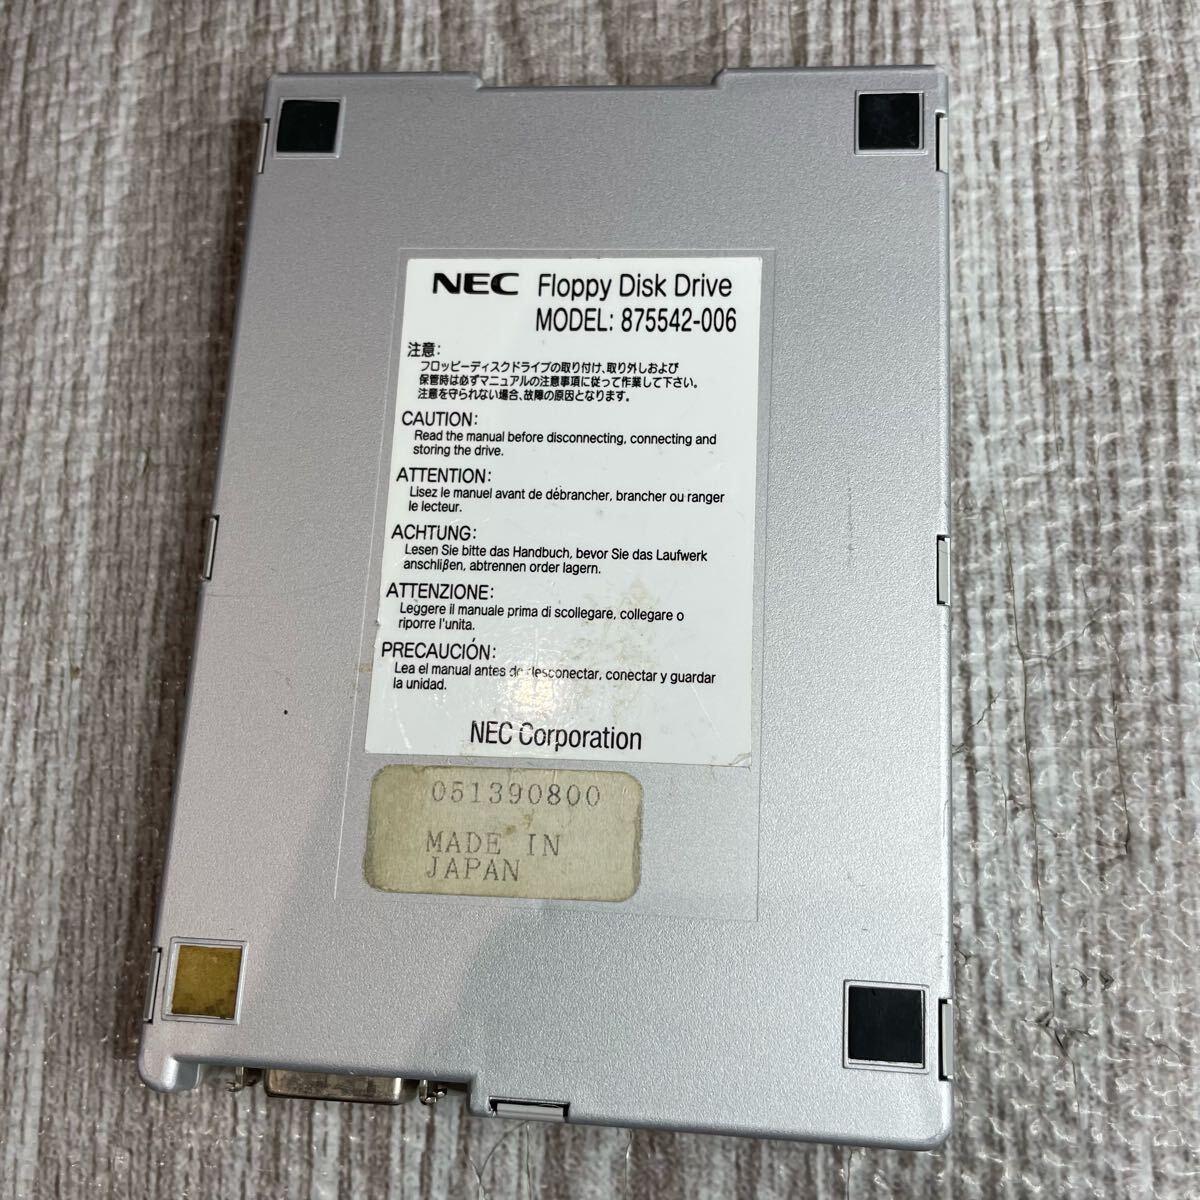 NEC Floppy Disk Drive
MODEL: 875542-006
注意:
フロッピーディスクドライブの取り付け、取り外しおよび
保管時は必ずマニュアルの注意事項に従って作業して下さい。
注意を守られない場合、故障の原因となります。
CAUTION:
Read the manual before disconnecting, connecting and
storing the drive.
ATTENTION:
Lisez le manuel avant de débrancher, brancher ou ranger
le lecteur.
ACHTUNG:
Lesen Sie bitte das Handbuch, bevor Sie das Laufwerk
anschlißen, abtrennen order lagern.
ATTENZIONE:
Leggere il manuale prima di scollegare, collegare o
riporre l'unita.
PRECAUCIÓN:
Lea el manual antes de desconectar, conectar y guardar
la unidad.
NEC Corporation
051390800
MADE IN
JAPAN